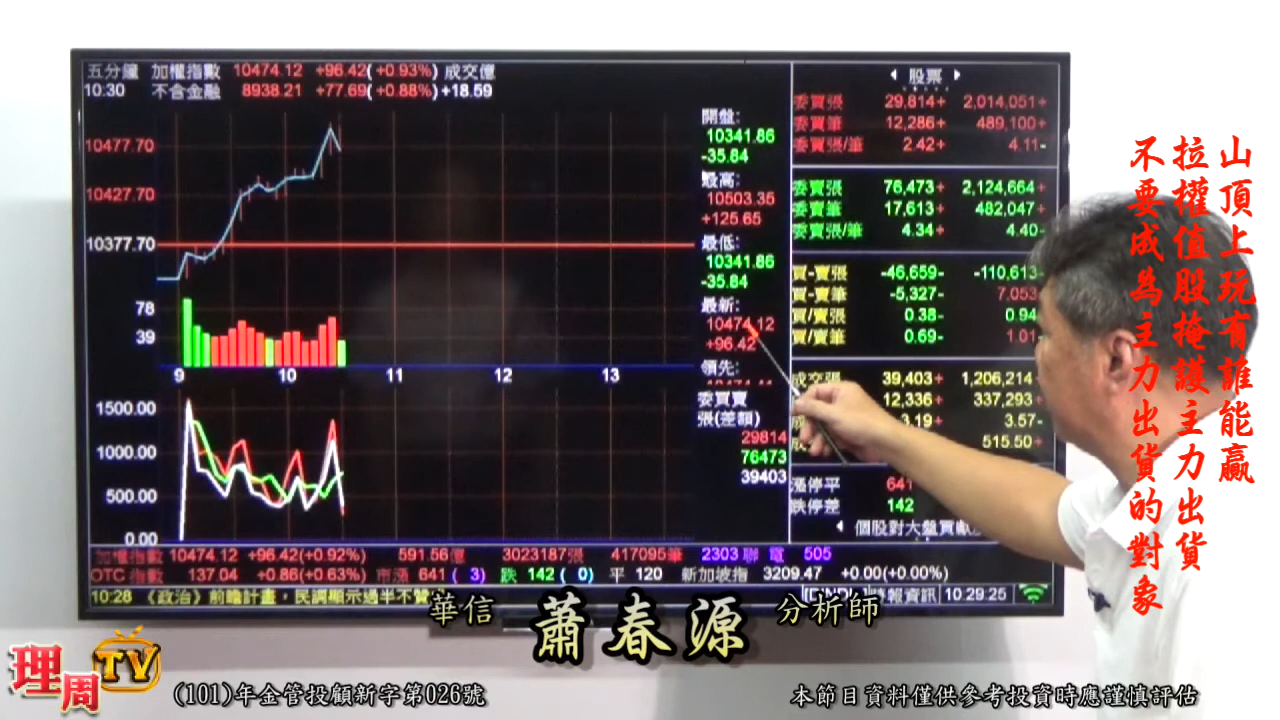 五分鐘 加權指數 10474.12 +96.42( +0.93%) 成交億
10:30 不含金融 8938.21 +77.69( +0.88%) +18.59
10477.70
10427.70
10377.70
78
39
9 10 11 12 13
1500.00
1000.00
500.00
0.00
開盤:
10341.86
-35.84
最高:
10503.35
+125.65
最低:
10341.86
-35.84
最新:
10474.12
+96.42
領先:
委買賣
張(差額)
29814
76473
39403
股票
委買張 29,814+ 2,014,051+
委買筆 12,286+ 489,100+
委買張/筆 2.42+ 4.11-
委賣張 76,473+ 2,124,664+
委賣筆 17,613+ 482,047+
委賣張/筆 4.34+ 4.40-
買-賣張 -46,659- -110,613-
買-賣筆 -5,327- 7,053
買/賣張 0.38- 0.94
買/賣筆 0.69- 1.01
成交張 39,403+ 1,206,214
12,336+ 337,293+
3.19+ 3.57-
515.50+
漲停平 641
跌停差 142
個股對大盤貢獻
加權指數 10474.12 +96.42(+0.92%) 591.56億 3023187張 417095筆 2303 聯 電 505
OTC 指數 137.04 +0.86(+0.63%) 市漲 641 ( 3) 跌 142 ( 0) 平 120 新加坡指 3209.47 +0.00(+0.00%)
10:28 《政治》前瞻計畫，民調顯示過半不贊
時報資訊 10:29:25
山頂上玩有誰能贏
拉權值股掩護主力出貨
不要成為主力出貨的對象
華信 蕭春源 分析師
理周TV
(101)年金管投顧新字第026號
本節目資料僅供參考投資時應謹慎評估